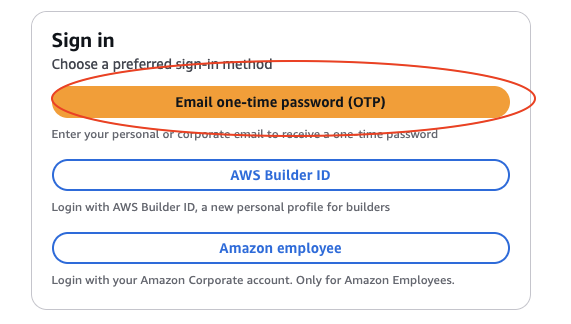 Sign in
Choose a preferred sign-in method
Email one-time password (OTP)
Enter your personal or corporate email to receive a one-time password
AWS Builder ID
Login with AWS Builder ID, a new personal profile for builders
Amazon employee
Login with your Amazon Corporate account. Only for Amazon Employees.